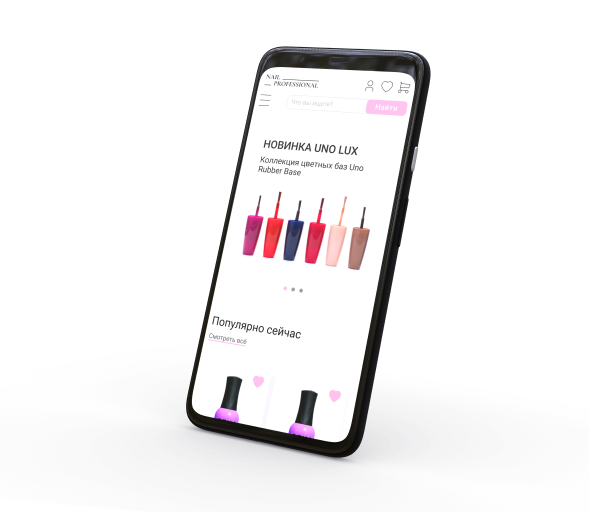 NAIL
PROFESSIONAL
Что вы ищете?
Найти
НОВИНКА UNO LUX
Коллекция цветных баз Uno
Rubber Base
Популярно сейчас
Смотреть всё